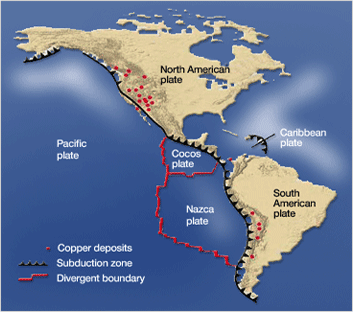 North American
plate
Caribbean
plate
Pacific
plate
Cocos
plate
South
American
plate
Nazca
plate
Copper deposits
Subduction zone
Divergent boundary